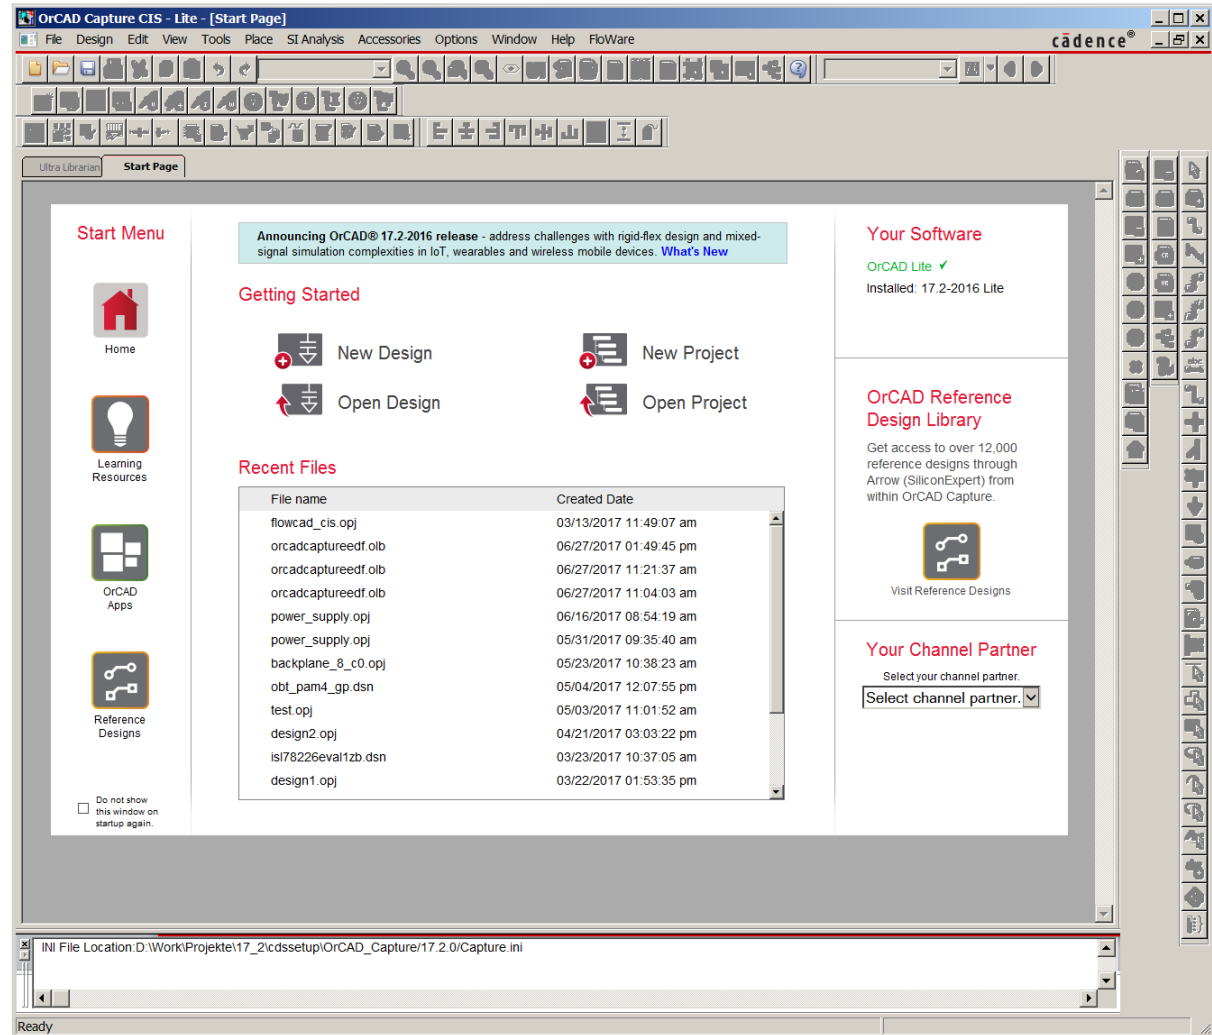 OrCAD Capture CIS - Lite - [Start Page]
File Design Edit View Tools Place SI Analysis Accessories Options Window Help FloWare
cādence®
Ultra Librarian
Start Page
Start Menu
Home
Learning
Resources
OrCAD
Apps
Reference
Designs
Do not show
this window on
startup again.
Announcing OrCAD® 17.2-2016 release - address challenges with rigid-flex design and mixed-
signal simulation complexities in IoT, wearables and wireless mobile devices. What's New
Getting Started
New Design
New Project
Open Design
Open Project
Recent Files
File name Created Date
flowcad_cis.opj 03/13/2017 11:49:07 am
orcadcaptureedf.olb 06/27/2017 01:49:45 pm
orcadcaptureedf.olb 06/27/2017 11:21:37 am
orcadcaptureedf.olb 06/27/2017 11:04:03 am
power_supply.opj 06/16/2017 08:54:19 am
power_supply.opj 05/31/2017 09:35:40 am
backplane_8_c0.opj 05/23/2017 10:38:23 am
obt_pam4_gp.dsn 05/04/2017 12:07:55 pm
test.opj 05/03/2017 11:01:52 am
design2.opj 04/21/2017 03:03:22 pm
isl78226eval1zb.dsn 03/23/2017 10:37:05 am
design1.opj 03/22/2017 01:53:35 pm
Your Software
OrCAD Lite
Installed: 17.2-2016 Lite
OrCAD Reference
Design Library
Get access to over 12,000
reference designs through
Arrow (SiliconExpert) from
within OrCAD Capture.
Visit Reference Designs
Your Channel Partner
Select your channel partner.
Select channel partner.
abc
INI File Location:D:\Work\Projekte\17_2\cdssetup\OrCAD_Capture/17.2.0/Capture.ini
Ready